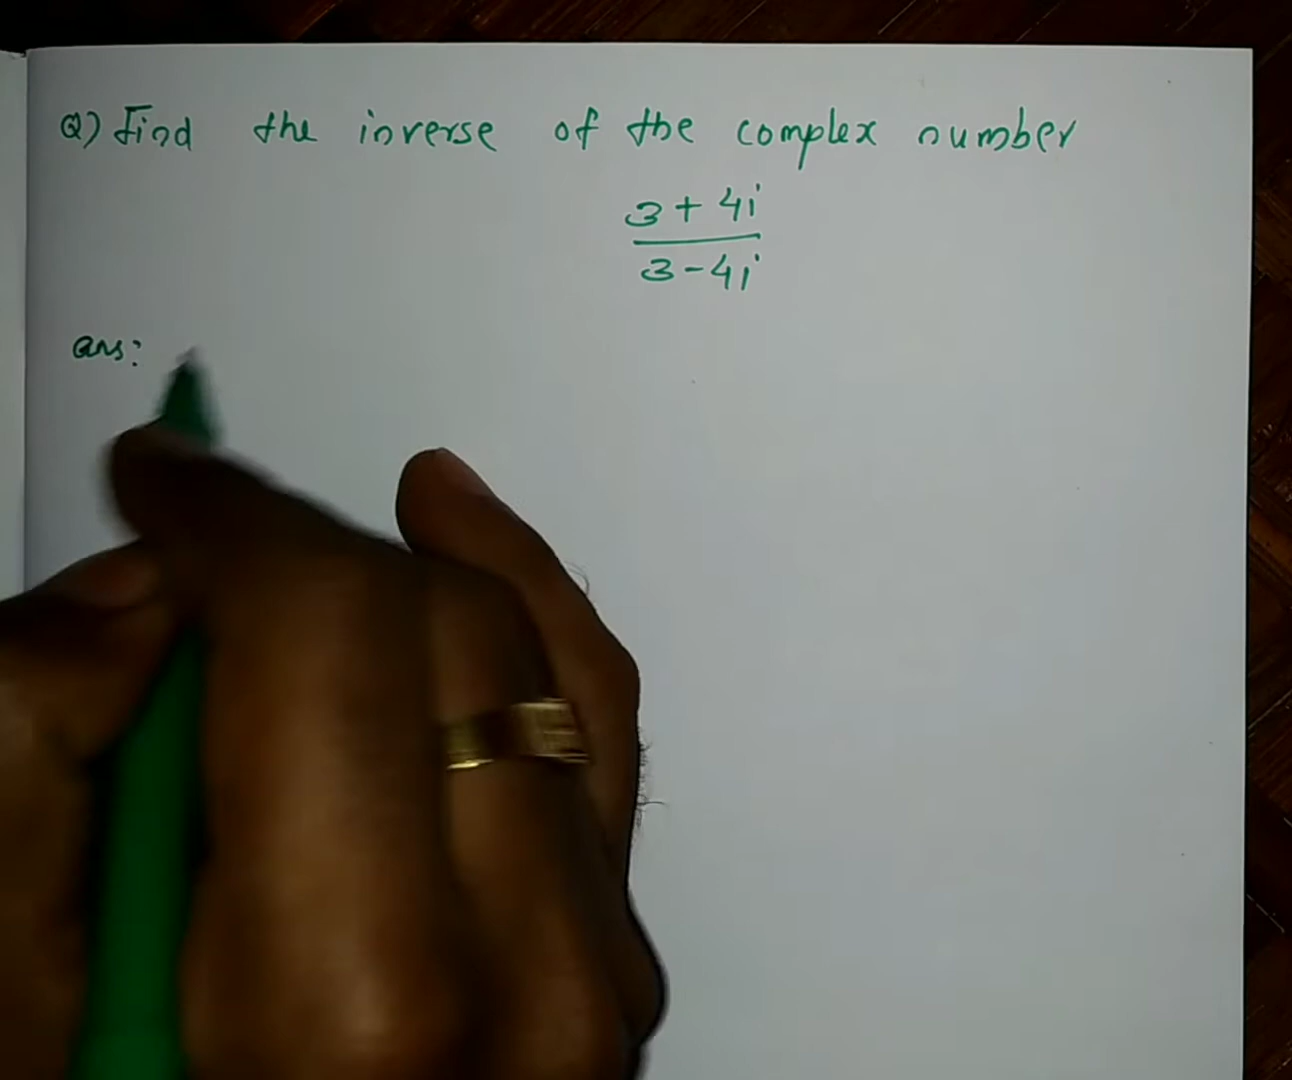 Q) Find the inverse of the complex number
3 + 4i
3 - 4i
ans: